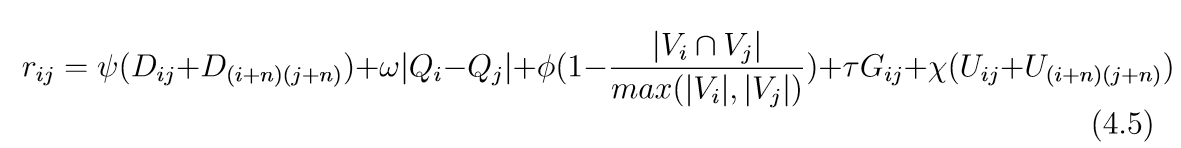 r_{ij} = ψ(D_{ij}+D_{(i+n)(j+n)})+ω|Q_i−Q_j|+φ(1−\frac{|V_i ∩ V_j|}{max(|V_i|,|V_j|)})+τG_{ij}+χ(U_{ij}+U_{(i+n)(j+n)})
(4.5)